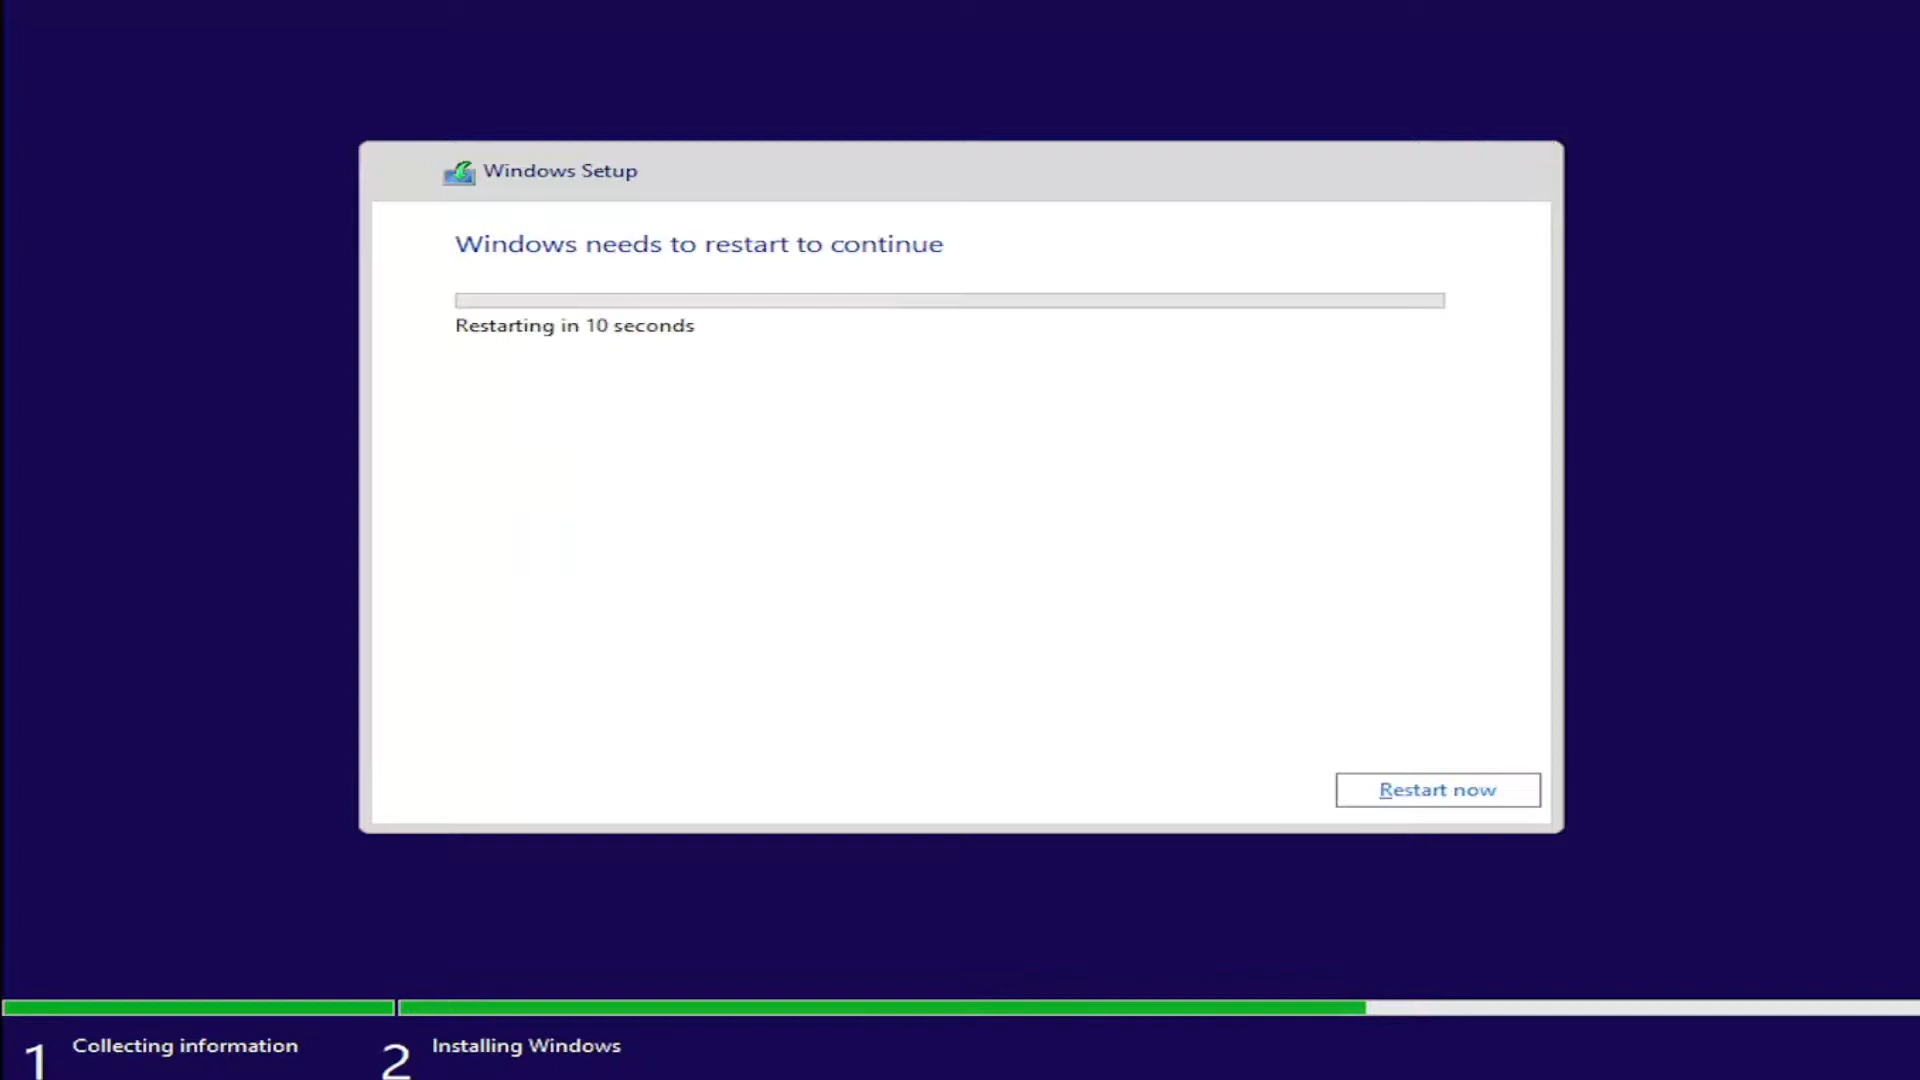 Windows Setup
Windows needs to restart to continue
Restarting in 10 seconds
Restart now
1 Collecting information
2 Installing Windows